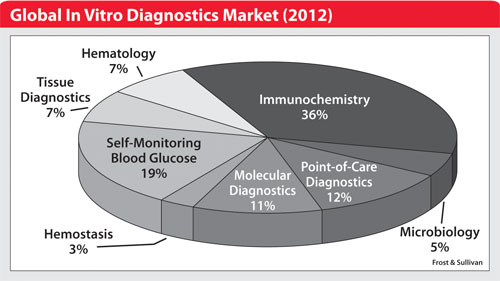 Global In Vitro Diagnostics Market (2012)
Hematology
7%
Tissue
Diagnostics
7%
Immunochemistry
36%
Self-Monitoring
Blood Glucose
19%
Molecular
Diagnostics
11%
Point-of-Care
Diagnostics
12%
Hemostasis
3%
Microbiology
5%
Frost & Sullivan